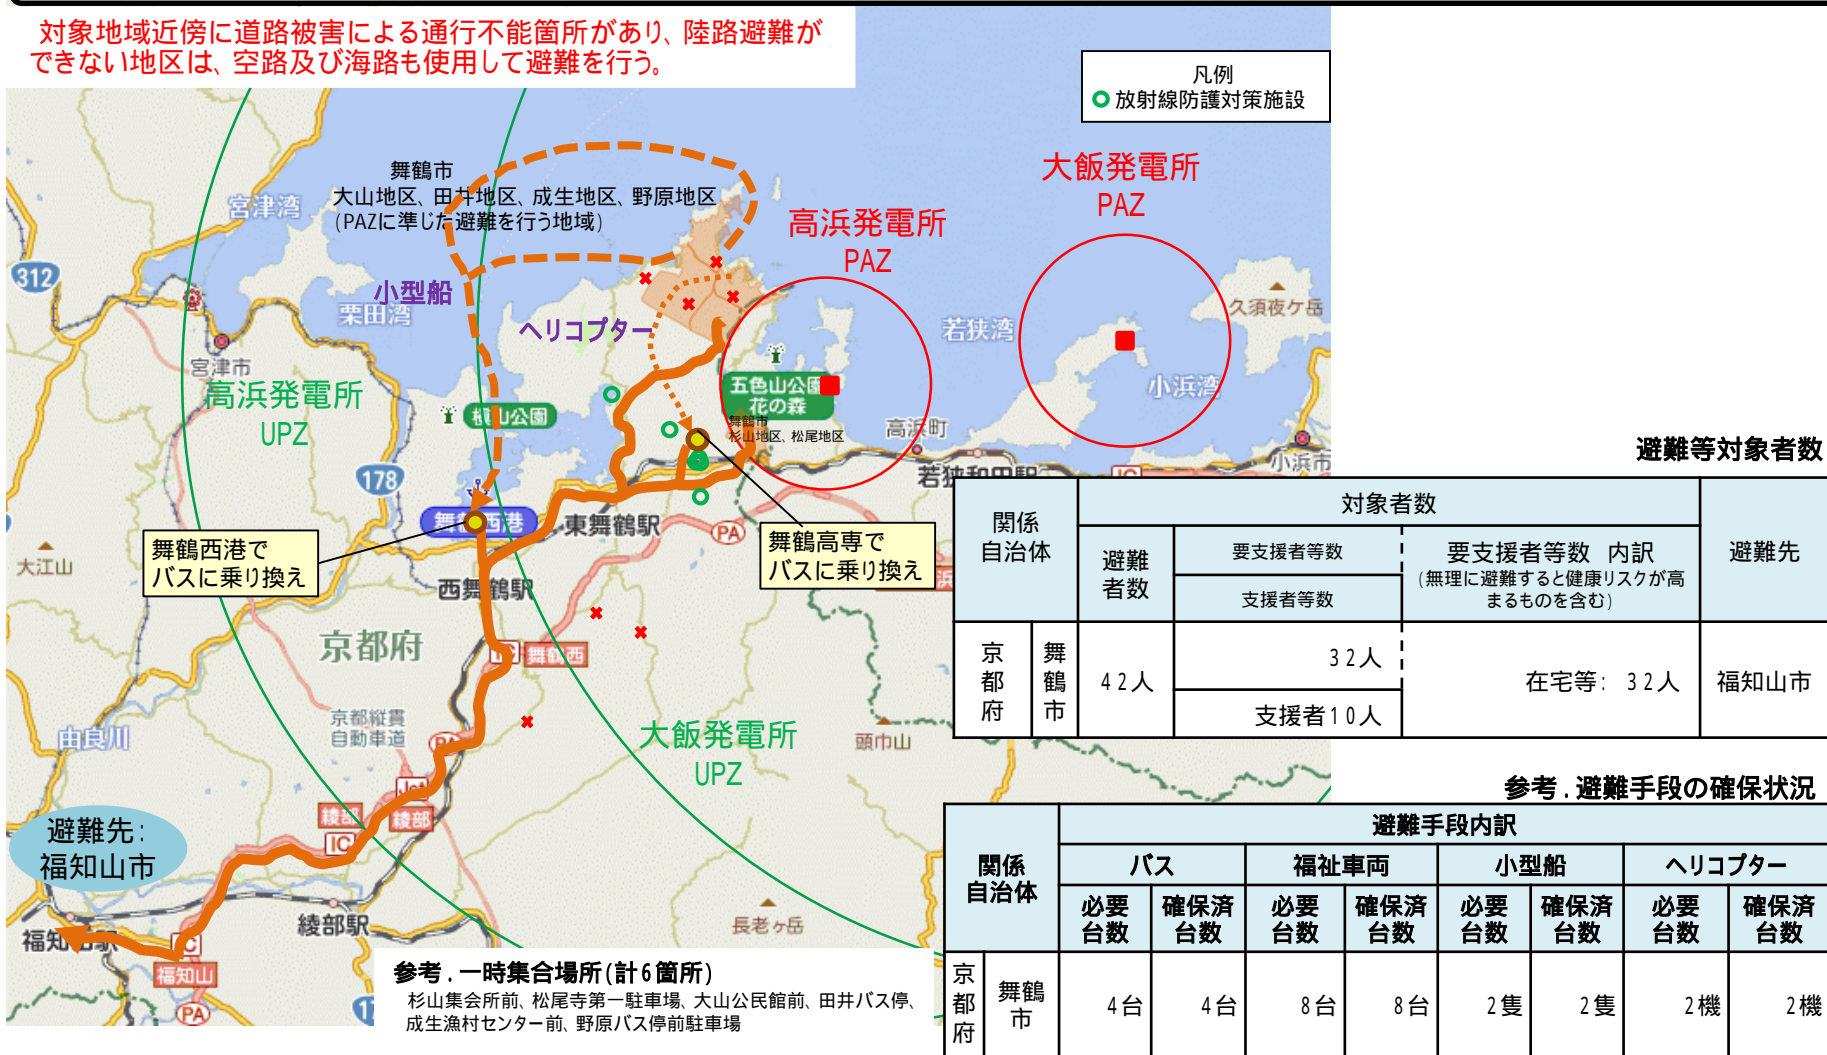 対象地域近傍に道路被害による通行不能箇所があり、陸路避難が
できない地区は、空路及び海路も使用して避難を行う。
凡例
放射線防護対策施設
大飯発電所
PAZ
高浜発電所
PAZ
舞鶴市
大山地区、田井地区、成生地区、野原地区
(PAZに準じた避難を行う地域)
宮津湾
312
小型船
栗田湾
ヘリコプター
若狭湾
久須夜ケ岳
宮津市
高浜発電所
UPZ
五色山公園
花の森
小浜湾
舞鶴市
杉山地区、松尾地区
高浜町
小浜市
若狭和田駅
IC
178
東舞鶴駅
PA
大江山
舞鶴西港で
バスに乗り換え
舞鶴高専で
バスに乗り換え
西舞鶴駅
京都府
舞鶴西
京都縦貫
自動車道
由良川
大飯発電所
UPZ
頭巾山
PA
Jct
綾部
綾部
IC
避難先:
福知山市
綾部駅
長老ヶ岳
IC
福知山
PA
参考.一時集合場所(計6箇所)
杉山集会所前、松尾寺第一駐車場、大山公民館前、田井バス停、
成生漁村センター前、野原バス停前駐車場
避難等対象者数
関係
自治体
対象者数
避難先
避難
者数
要支援者等数
支援者等数
要支援者等数 内訳
(無理に避難すると健康リスクが高
まるものを含む)
京都府
舞鶴市
42人
32人
支援者10人
在宅等: 32人
福知山市
参考.避難手段の確保状況
関係
自治体
避難手段内訳
バス 福祉車両 小型船 ヘリコプター
必要台数 確保済台数 必要台数 確保済台数 必要台数 確保済台数 必要台数 確保済台数
京都府 舞鶴市 4台 4台 8台 8台 2隻 2隻 2機 2機